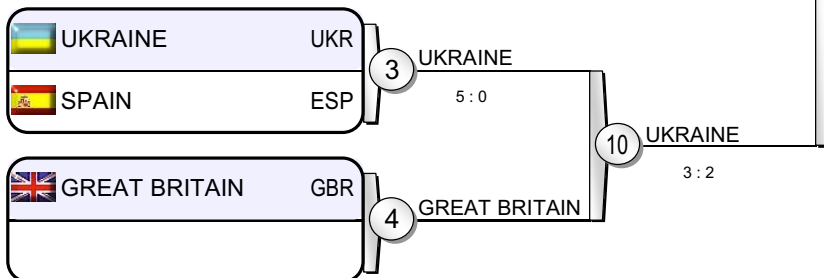 UKRAINE UKR
3 UKRAINE
SPAIN ESP
5 : 0
10 UKRAINE
3 : 2
GREAT BRITAIN GBR
4 GREAT BRITAIN